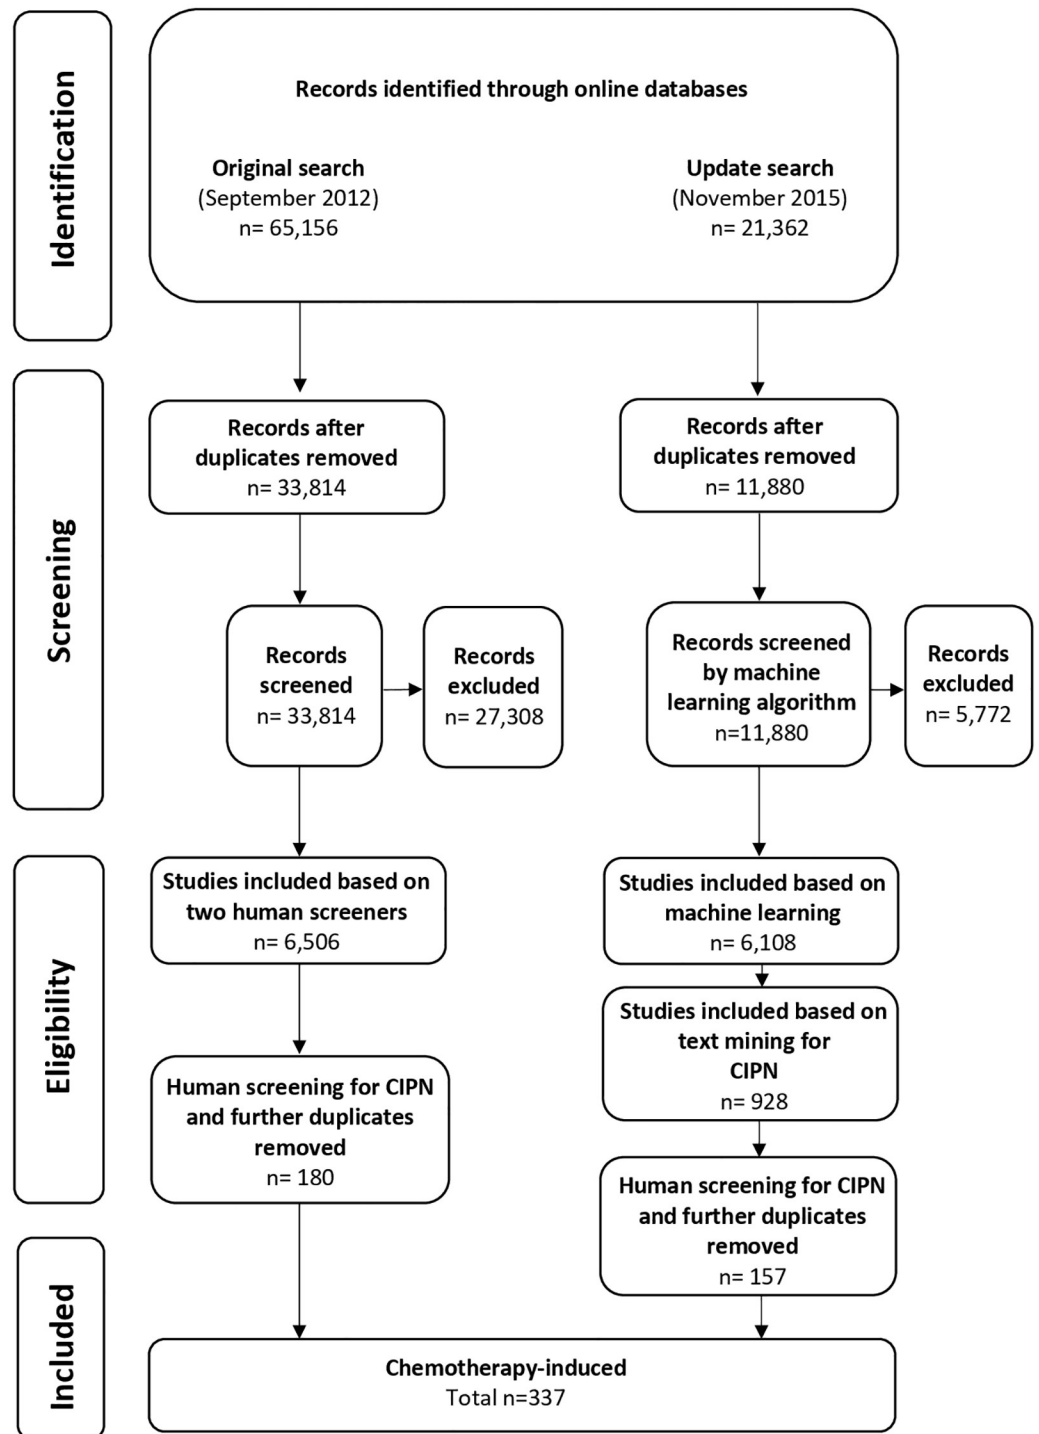 Identification
Records identified through online databases
Original search
(September 2012)
n= 65,156
Update search
(November 2015)
n= 21,362
Screening
Records after
duplicates removed
n= 33,814
Records after
duplicates removed
n= 11,880
Records
screened
n= 33,814
Records
excluded
n= 27,308
Records screened
by machine
learning algorithm
n=11,880
Records
excluded
n= 5,772
Eligibility
Studies included based on
two human screeners
n= 6,506
Studies included based on
machine learning
n= 6,108
Studies included based on
text mining for
CIPN
n= 928
Human screening for CIPN
and further duplicates
removed
n= 180
Human screening for CIPN
and further duplicates
removed
n= 157
Included
Chemotherapy-induced
Total n=337